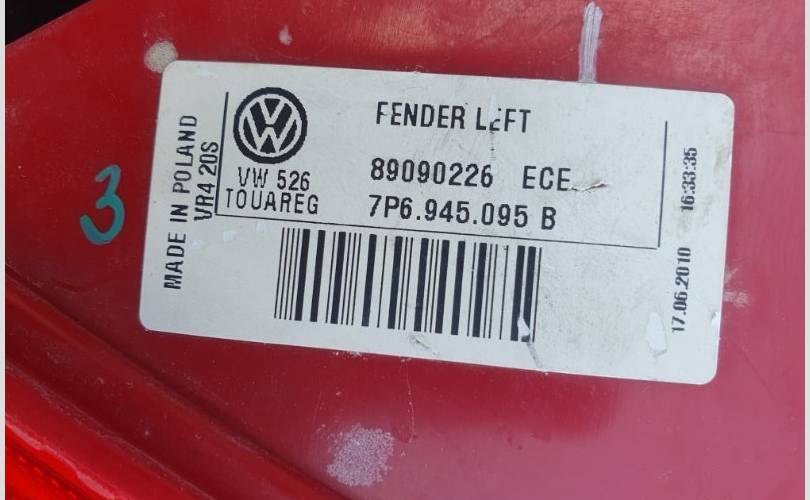 3
MADE IN POLAND
VR4 20S
VW 526
TOUAREG
FENDER LEFT
89090226 ECE
7P6.945.095 B
17.06.2010 16:33:35